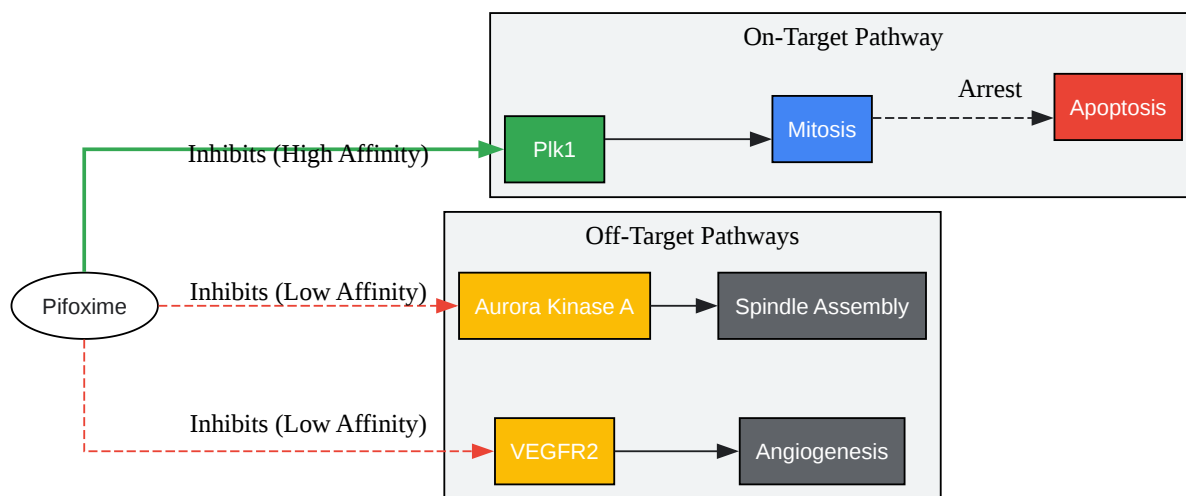 On-Target Pathway
Arrest
Apoptosis
Mitosis
Plk1
Inhibits (High Affinity)
Off-Target Pathways
Inhibits (Low Affinity)
Pifoxime
Aurora Kinase A
Spindle Assembly
Inhibits (Low Affinity)
VEGFR2
Angiogenesis